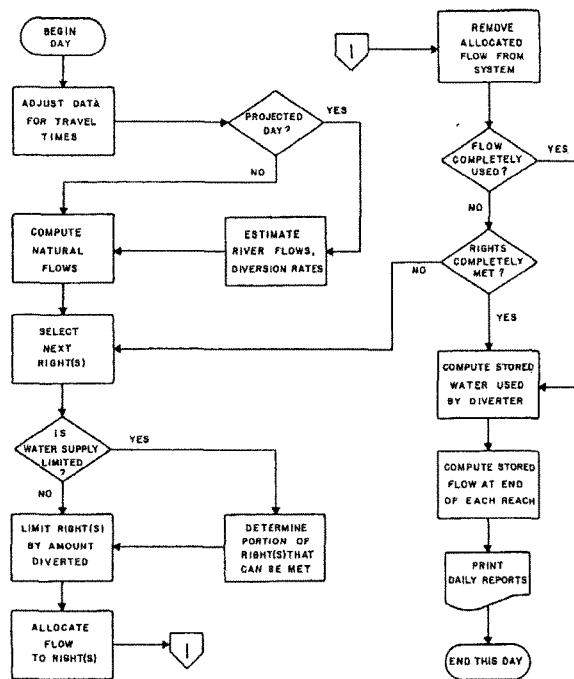 BEGIN
DAY
ADJUST DATA
FOR TRAVEL
TIMES
PROJECTED
DAY?
YES
NO
COMPUTE
NATURAL
FLOWS
ESTIMATE
RIVER FLOWS,
DIVERSION RATES
SELECT
NEXT
RIGHT(S)
IS
WATER SUPPLY
LIMITED
?
YES
NO
LIMIT RIGHT(S)
BY AMOUNT
DIVERTED
DETERMINE
PORTION OF
RIGHT(S) THAT
CAN BE MET
ALLOCATE
FLOW
TO RIGHT(S)
1
1
REMOVE
ALLOCATED
FLOW FROM
SYSTEM
FLOW
COMPLETELY
USED?
YES
NO
RIGHTS
COMPLETELY
MET?
NO
YES
COMPUTE STORED
WATER USED
BY DIVERTER
COMPUTE STORED
FLOW AT END
OF EACH REACH
PRINT
DAILY REPORTS
END THIS DAY